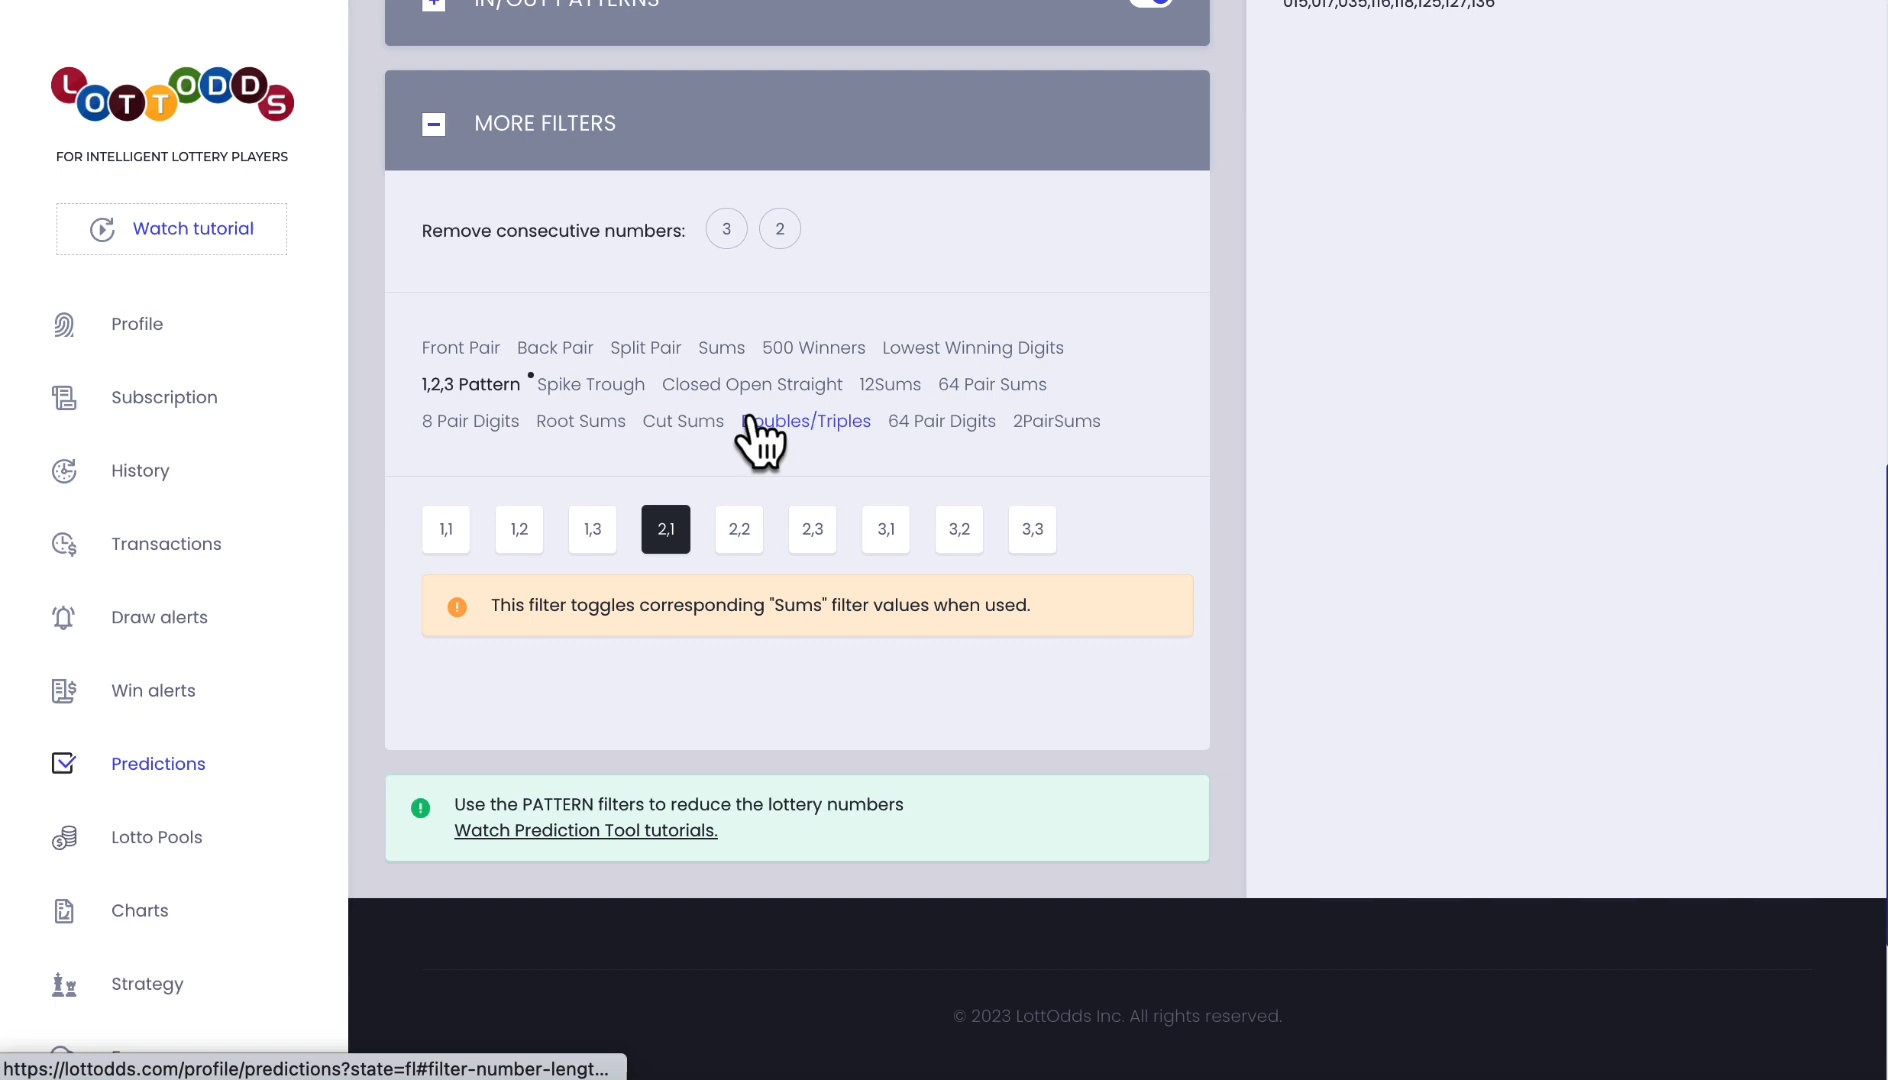 IN/OUT PATTERNS
015,017,035,116,118,125,127,136
LOTTODDS
FOR INTELLIGENT LOTTERY PLAYERS
Watch tutorial
Profile
Subscription
History
Transactions
Draw alerts
Win alerts
Predictions
Lotto Pools
Charts
Strategy
MORE FILTERS
Remove consecutive numbers: 3 2
Front Pair Back Pair Split Pair Sums 500 Winners Lowest Winning Digits
1,2,3 Pattern Spike Trough Closed Open Straight 12Sums 64 Pair Sums
8 Pair Digits Root Sums Cut Sums Doubles/Triples 64 Pair Digits 2PairSums
1,1 1,2 1,3 2,1 2,2 2,3 3,1 3,2 3,3
This filter toggles corresponding "Sums" filter values when used.
Use the PATTERN filters to reduce the lottery numbers
Watch Prediction Tool tutorials.
© 2023 LottOdds Inc. All rights reserved.
https://lottodds.com/profile/predictions?state=fl#filter-number-lengt...